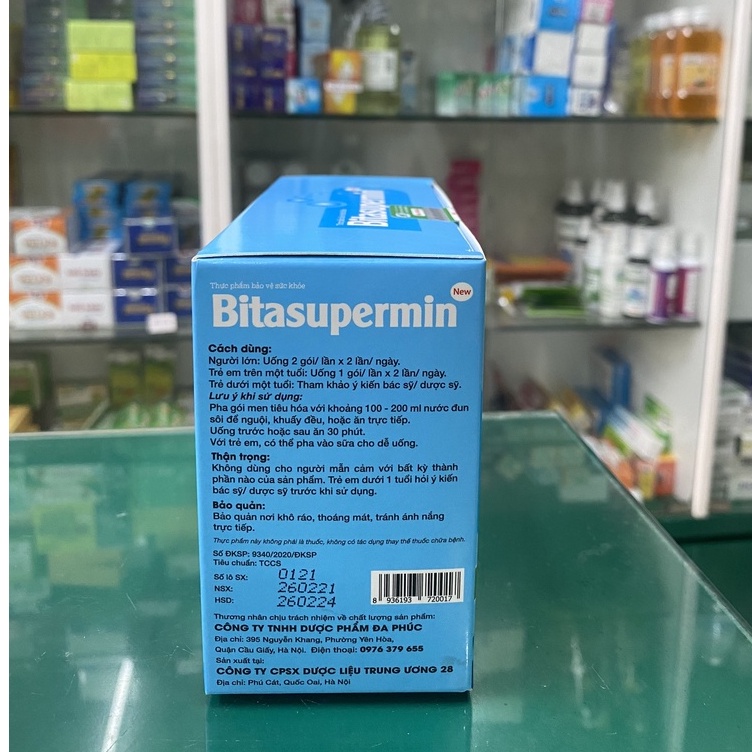 Bitasupermin
Thực phẩm bảo vệ sức khỏe
Bitasupermin
New
Cách dùng:
Người lớn: Uống 2 gói/ lần x 2 lần/ ngày.
Trẻ em trên một tuổi: Uống 1 gói/ lần x 2 lần/ ngày.
Trẻ dưới một tuổi: Tham khảo ý kiến bác sỹ/ dược sỹ.
Lưu ý khi sử dụng:
Pha gói men tiêu hóa với khoảng 100 - 200 ml nước đun
sôi để nguội, khuấy đều, hoặc ăn trực tiếp.
Uống trước hoặc sau ăn 30 phút.
Với trẻ em, có thể pha vào sữa cho dễ uống.
Thận trọng:
Không dùng cho người mẫn cảm với bất kỳ thành
phần nào của sản phẩm. Trẻ em dưới 1 tuổi hỏi ý kiến
bác sỹ/ dược sỹ trước khi sử dụng.
Bảo quản:
Bảo quản nơi khô ráo, thoáng mát, tránh ánh nắng
trực tiếp.
Thực phẩm này không phải là thuốc, không có tác dụng thay thế thuốc chữa bệnh.
Số ĐKSP: 9340/2020/ĐKSP
Tiêu chuẩn: TCCS
Số lô SX: 0121
NSX: 260221
HSD: 260224
8 936193 720017
Thương nhân chịu trách nhiệm về chất lượng sản phẩm:
CÔNG TY TNHH DƯỢC PHẨM ĐA PHÚC
Địa chỉ: 395 Nguyễn Khang, Phường Yên Hòa,
Quận Cầu Giấy, Hà Nội. Điện thoại: 0976 379 655
Sản xuất tại:
CÔNG TY CPSX DƯỢC LIỆU TRUNG ƯƠNG 28
Địa chỉ: Phú Cát, Quốc Oai, Hà Nội